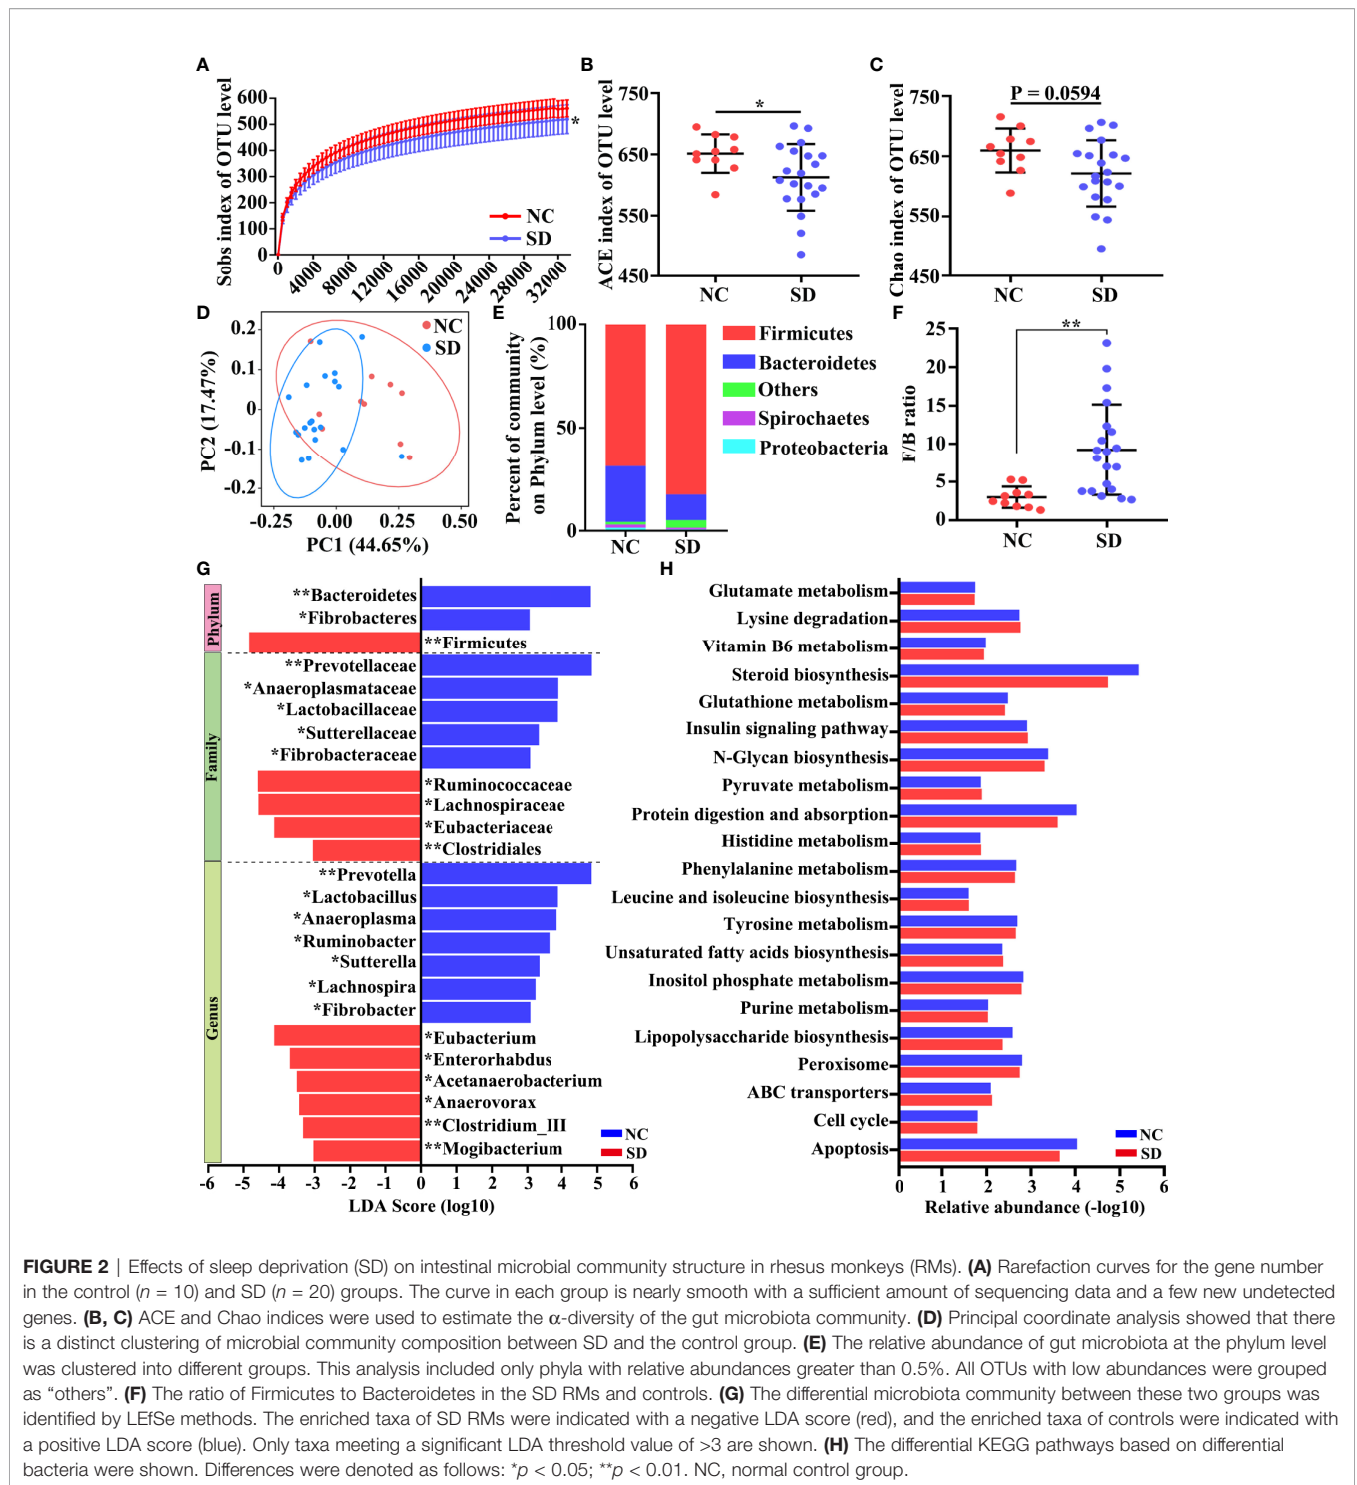 A
Sobs index of OTU level
600
500
400
300
200
100
0
0
4000
8000
12000
16000
20000
24000
28000
32000
*
NC
SD
B
ACE index of OTU level
750
650
550
450
*
NC
SD
C
Chao index of OTU level
750
650
550
450
P = 0.0594
NC
SD
D
PC2 (17.47%)
0.2
0.1
0
-0.1
-0.2
-0.25
0.00
0.25
0.50
PC1 (44.65%)
NC
SD
E
Percent of community
on Phylum level (%)
100
50
0
NC
SD
Firmicutes
Bacteroidetes
Others
Spirochaetes
Proteobacteria
F
F/B ratio
25
20
15
10
5
0
**
NC
SD
G
Phylum
Family
Genus
**Bacteroidetes
*Fibrobacteres
**Firmicutes
**Prevotellaceae
*Anaeroplasmataceae
*Lactobacillaceae
*Sutterellaceae
*Fibrobacteraceae
*Ruminococcaceae
*Lachnospiraceae
*Eubacteriaceae
**Clostridiales
**Prevotella
*Lactobacillus
*Anaeroplasma
*Ruminobacter
*Sutterella
*Lachnospira
*Fibrobacter
*Eubacterium
*Enterorhabdus
*Acetanaerobacterium
*Anaerovorax
**Clostridium_III
**Mogibacterium
NC
SD
-6 -5 -4 -3 -2 -1 0 1 2 3 4 5 6
LDA Score (log10)
H
Glutamate metabolism
Lysine degradation
Vitamin B6 metabolism
Steroid biosynthesis
Glutathione metabolism
Insulin signaling pathway
N-Glycan biosynthesis
Pyruvate metabolism
Protein digestion and absorption
Histidine metabolism
Phenylalanine metabolism
Leucine and isoleucine biosynthesis
Tyrosine metabolism
Unsaturated fatty acids biosynthesis
Inositol phosphate metabolism
Purine metabolism
Lipopolysaccharide biosynthesis
Peroxisome
ABC transporters
Cell cycle
Apoptosis
NC
SD
0 1 2 3 4 5 6
Relative abundance (-log10)
FIGURE 2 | Effects of sleep deprivation (SD) on intestinal microbial community structure in rhesus monkeys (RMs). (A) Rarefaction curves for the gene number
in the control (n = 10) and SD (n = 20) groups. The curve in each group is nearly smooth with a sufficient amount of sequencing data and a few new undetected
genes. (B, C) ACE and Chao indices were used to estimate the α-diversity of the gut microbiota community. (D) Principal coordinate analysis showed that there
is a distinct clustering of microbial community composition between SD and the control group. (E) The relative abundance of gut microbiota at the phylum level
was clustered into different groups. This analysis included only phyla with relative abundances greater than 0.5%. All OTUs with low abundances were grouped
as “others”. (F) The ratio of Firmicutes to Bacteroidetes in the SD RMs and controls. (G) The differential microbiota community between these two groups was
identified by LEfSe methods. The enriched taxa of SD RMs were indicated with a negative LDA score (red), and the enriched taxa of controls were indicated with
a positive LDA score (blue). Only taxa meeting a significant LDA threshold value of >3 are shown. (H) The differential KEGG pathways based on differential
bacteria were shown. Differences were denoted as follows: *p < 0.05; **p < 0.01. NC, normal control group.